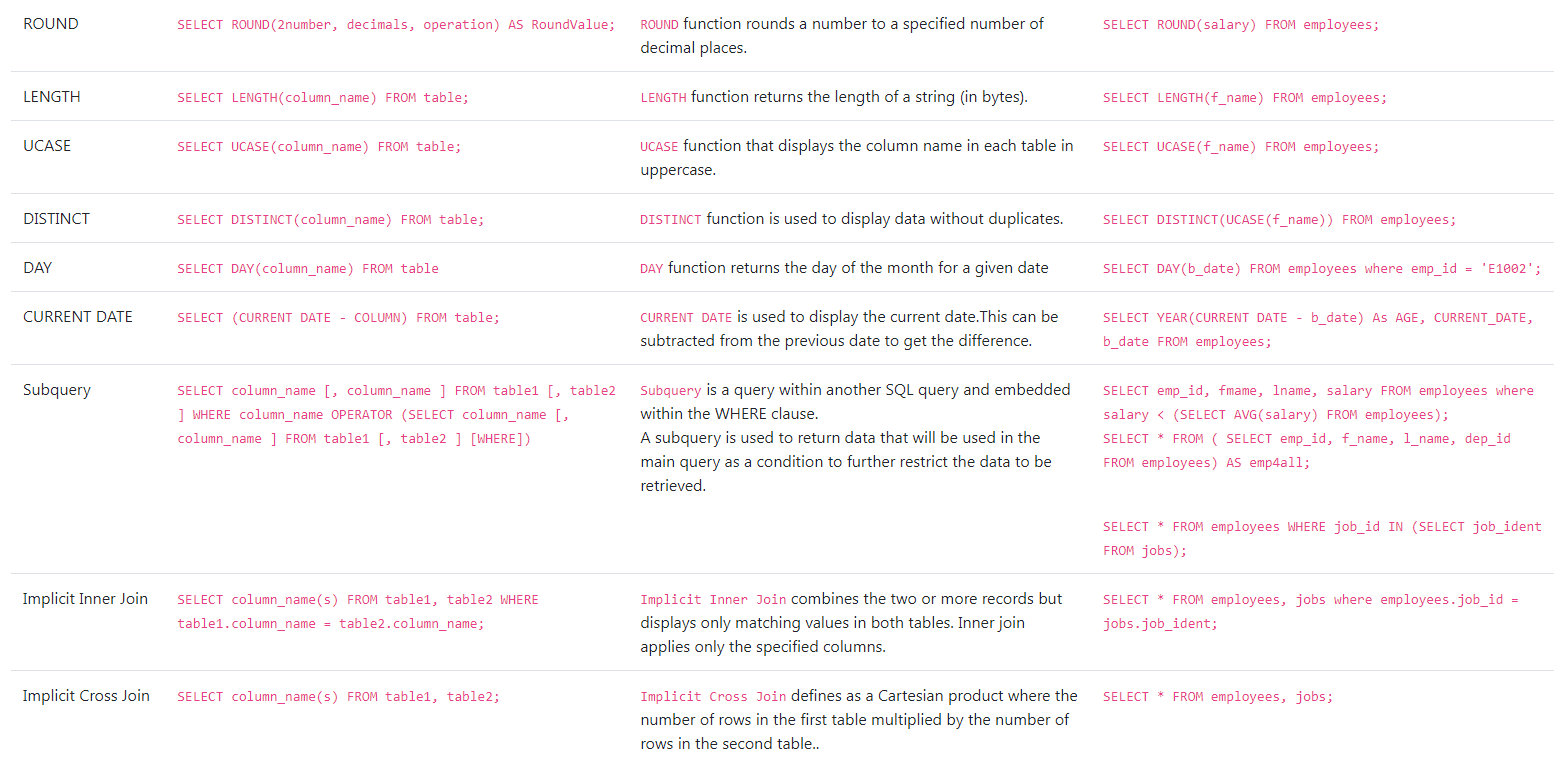 ROUND
SELECT ROUND(2number, decimals, operation) AS RoundValue;
ROUND function rounds a number to a specified number of
decimal places.
SELECT ROUND(salary) FROM employees;
LENGTH
SELECT LENGTH(column_name) FROM table;
LENGTH function returns the length of a string (in bytes).
SELECT LENGTH(f_name) FROM employees;
UCASE
SELECT UCASE(column_name) FROM table;
UCASE function that displays the column name in each table in
uppercase.
SELECT UCASE(f_name) FROM employees;
DISTINCT
SELECT DISTINCT(column_name) FROM table;
DISTINCT function is used to display data without duplicates.
SELECT DISTINCT(UCASE(f_name)) FROM employees;
DAY
SELECT DAY(column_name) FROM table
DAY function returns the day of the month for a given date
SELECT DAY(b_date) FROM employees where emp_id = 'E1002';
CURRENT DATE
SELECT (CURRENT DATE - COLUMN) FROM table;
CURRENT DATE is used to display the current date.This can be
subtracted from the previous date to get the difference.
SELECT YEAR(CURRENT DATE - b_date) As AGE, CURRENT_DATE,
b_date FROM employees;
Subquery
SELECT column_name [, column_name ] FROM table1 [, table2
] WHERE column_name OPERATOR (SELECT column_name [,
column_name ] FROM table1 [, table2 ] [WHERE])
Subquery is a query within another SQL query and embedded
within the WHERE clause.
A subquery is used to return data that will be used in the
main query as a condition to further restrict the data to be
retrieved.
SELECT emp_id, fmame, lname, salary FROM employees where
salary < (SELECT AVG(salary) FROM employees);
SELECT * FROM ( SELECT emp_id, f_name, l_name, dep_id
FROM employees) AS emp4all;
SELECT * FROM employees WHERE job_id IN (SELECT job_ident
FROM jobs);
Implicit Inner Join
SELECT column_name(s) FROM table1, table2 WHERE
table1.column_name = table2.column_name;
Implicit Inner Join combines the two or more records but
displays only matching values in both tables. Inner join
applies only the specified columns.
SELECT * FROM employees, jobs where employees.job_id =
jobs.job_ident;
Implicit Cross Join
SELECT column_name(s) FROM table1, table2;
Implicit Cross Join defines as a Cartesian product where the
number of rows in the first table multiplied by the number of
rows in the second table..
SELECT * FROM employees, jobs;